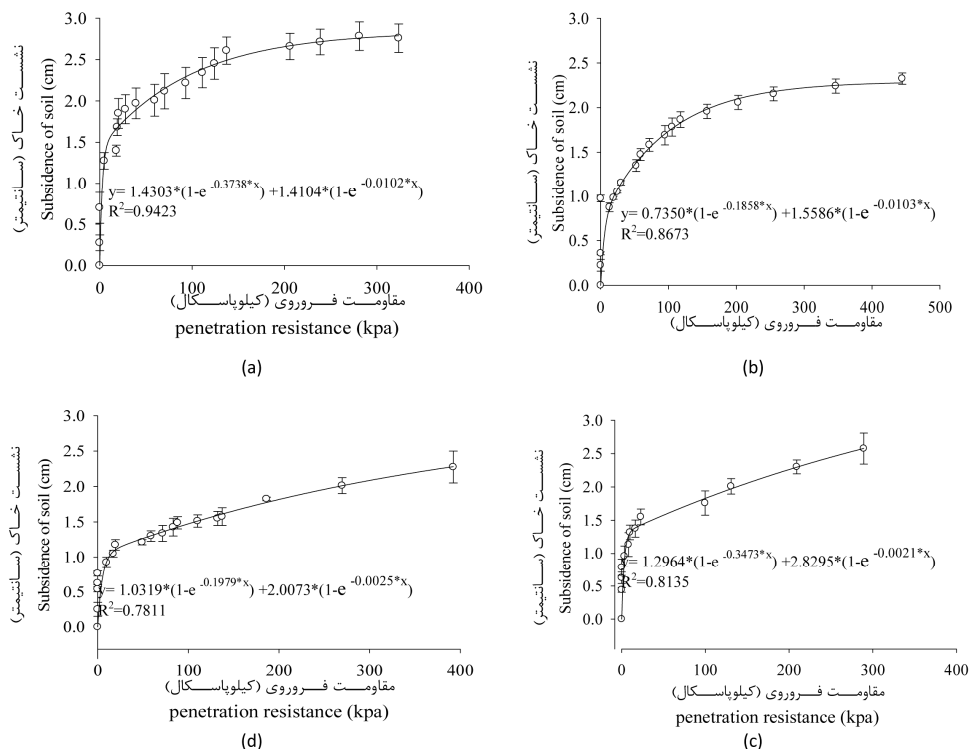 3.0
2.5
2.0
1.5
1.0
0.5
0.0
نشست خاک (سانتیمتر)
Subsidence of soil (cm)
y= 1.4303*(1-e -0.3738*x) +1.4104*(1-e -0.0102*x)
R2=0.9423
0 100 200 300 400
مقاومت فروروی (کیلوپاسکال)
penetration resistance (kpa)
(a)
3.0
2.5
2.0
1.5
1.0
0.5
0.0
نشست خاک (سانتیمتر)
Subsidence of soil (cm)
y= 0.7350*(1-e -0.1858*x) +1.5586*(1-e -0.0103*x)
R2=0.8673
0 100 200 300 400 500
مقاومت فروروی (کیلوپاسکال)
(b)
3.0
2.5
2.0
1.5
1.0
0.5
0.0
نشست خاک (سانتیمتر)
Subsidence of soil (cm)
y= 1.0319*(1-e -0.1979*x) +2.0073*(1-e -0.0025*x)
R2=0.7811
0 100 200 300 400
مقاومت فروروی (کیلوپاسکال)
penetration resistance (kpa)
(d)
3.0
2.5
2.0
1.5
1.0
0.5
0.0
نشست خاک (سانتیمتر)
Subsidence of soil (cm)
y= 1.2964*(1-e -0.3473*x) +2.8295*(1-e -0.0021*x)
R2=0.8135
0 100 200 300 400
مقاومت فروروی (کیلوپاسکال)
penetration resistance (kpa)
(c)